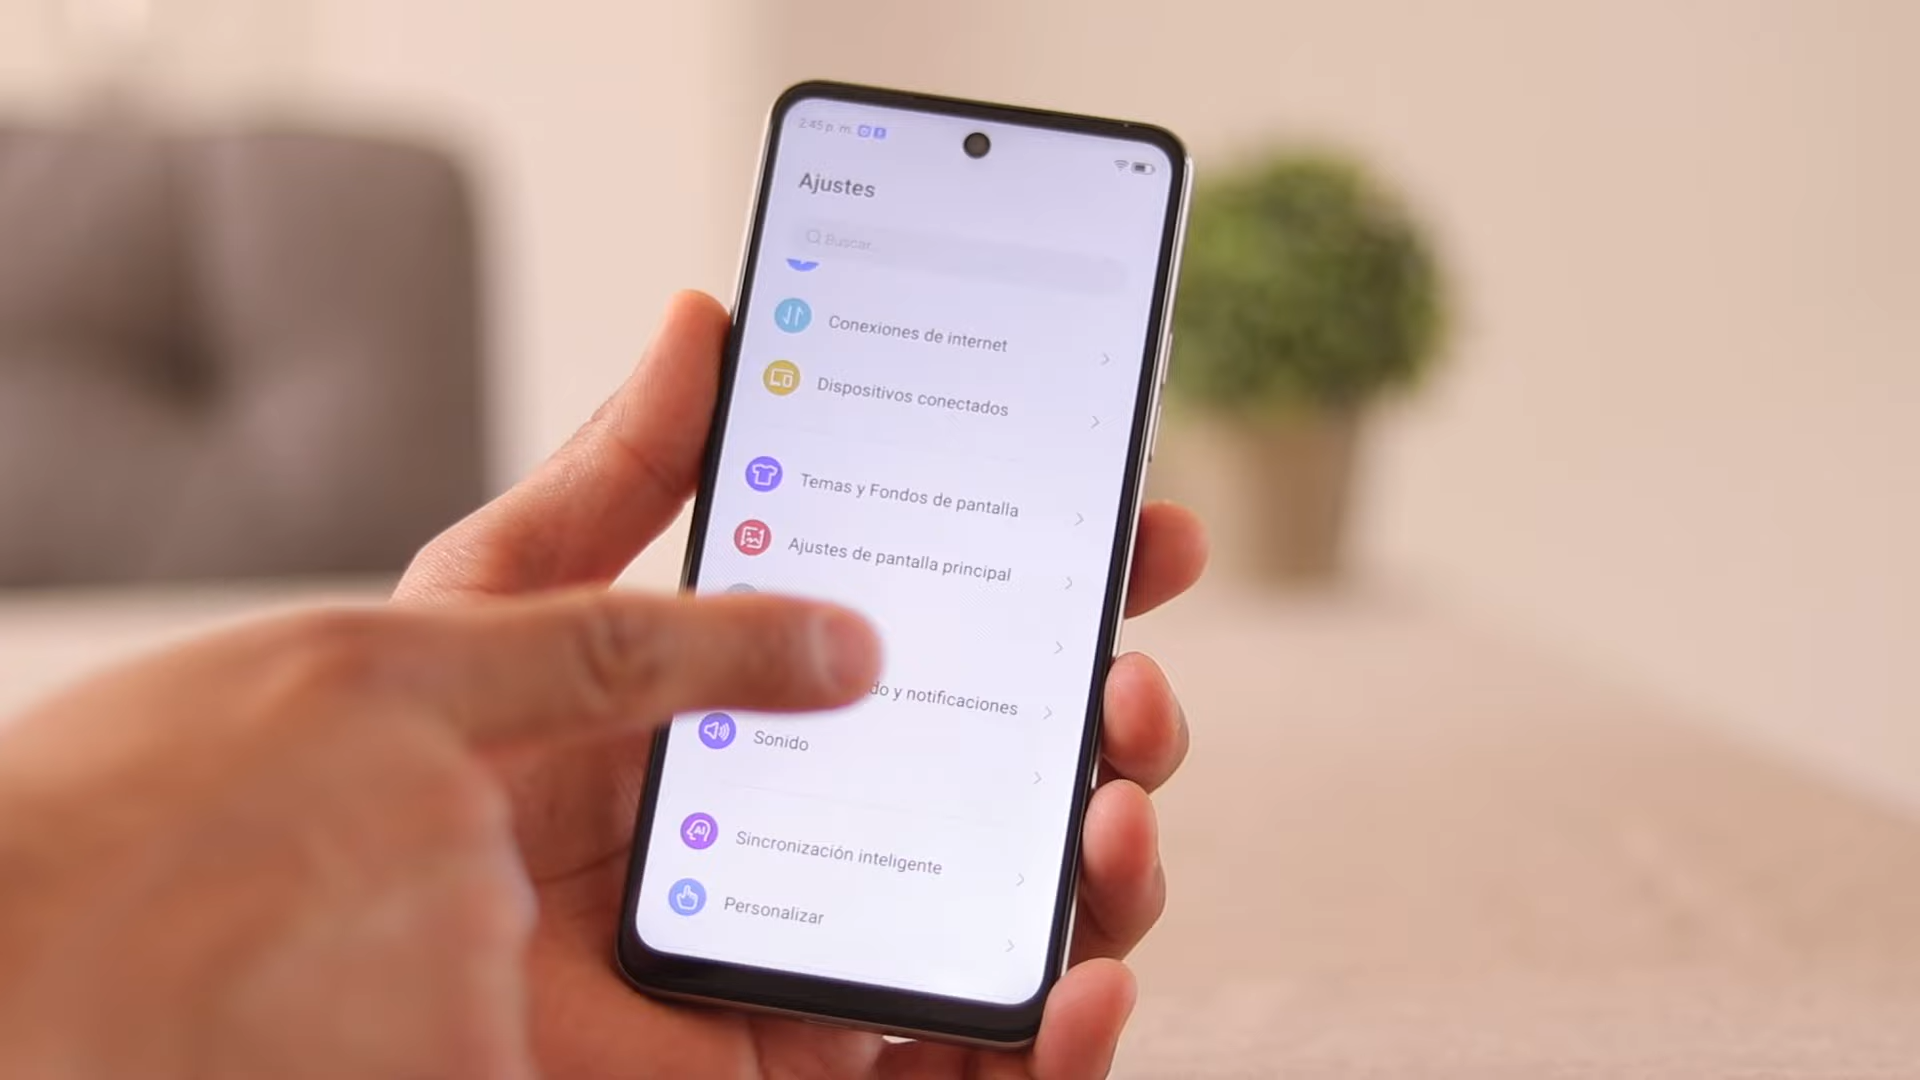 2:45 p. m.
Ajustes
Buscar...
Conexiones de internet
Dispositivos conectados
Temas y Fondos de pantalla
Ajustes de pantalla principal
do y notificaciones
Sonido
AI
Sincronización inteligente
Personalizar